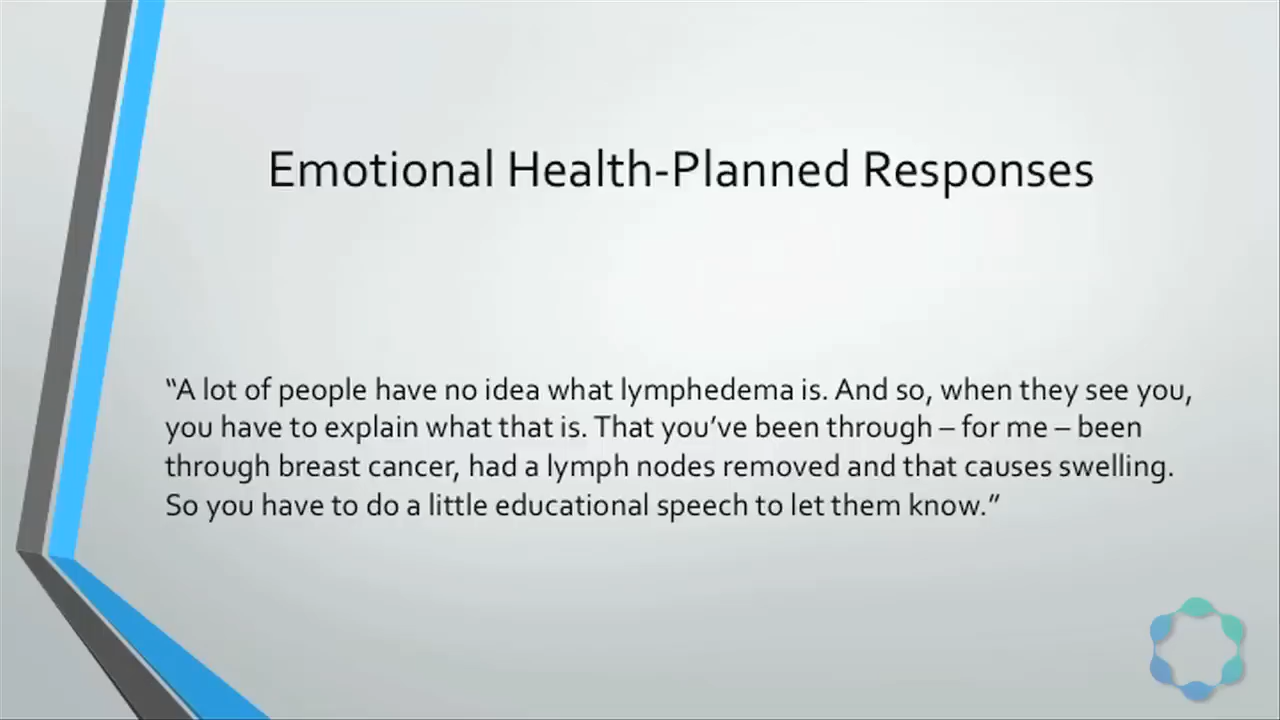 Emotional Health-Planned Responses
“A lot of people have no idea what lymphedema is. And so, when they see you,
you have to explain what that is. That you’ve been through – for me – been
through breast cancer, had a lymph nodes removed and that causes swelling.
So you have to do a little educational speech to let them know.”